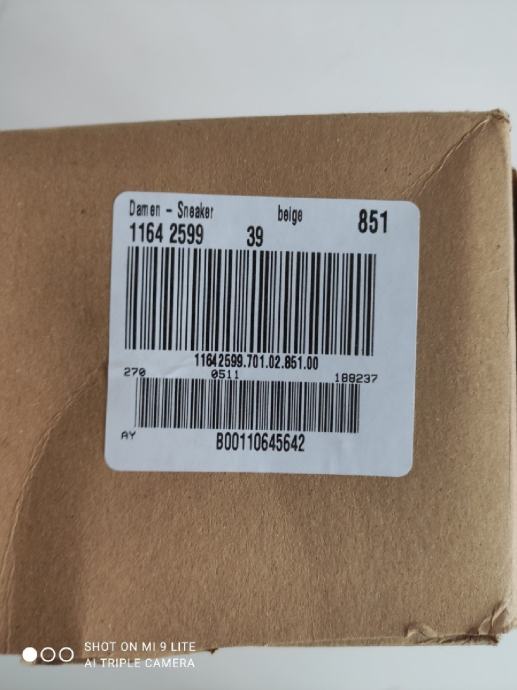 Damen - Sneaker beige 851
1164 2599 39
11642599.701.02.851.00
270 0511 188237
AY B00110645642
SHOT ON MI 9 LITE
AI TRIPLE CAMERA